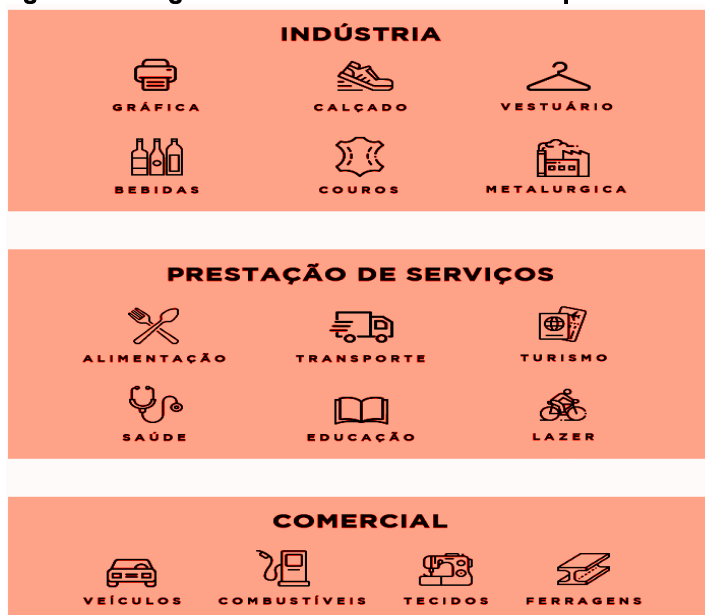 INDÚSTRIA
GRÁFICA CALÇADO VESTUÁRIO
BEBIDAS COUROS METALURGICA
PRESTAÇÃO DE SERVIÇOS
ALIMENTAÇÃO TRANSPORTE TURISMO
SAÚDE EDUCAÇÃO LAZER
COMERCIAL
VEÍCULOS COMBUSTÍVEIS TECIDOS FERRAGENS